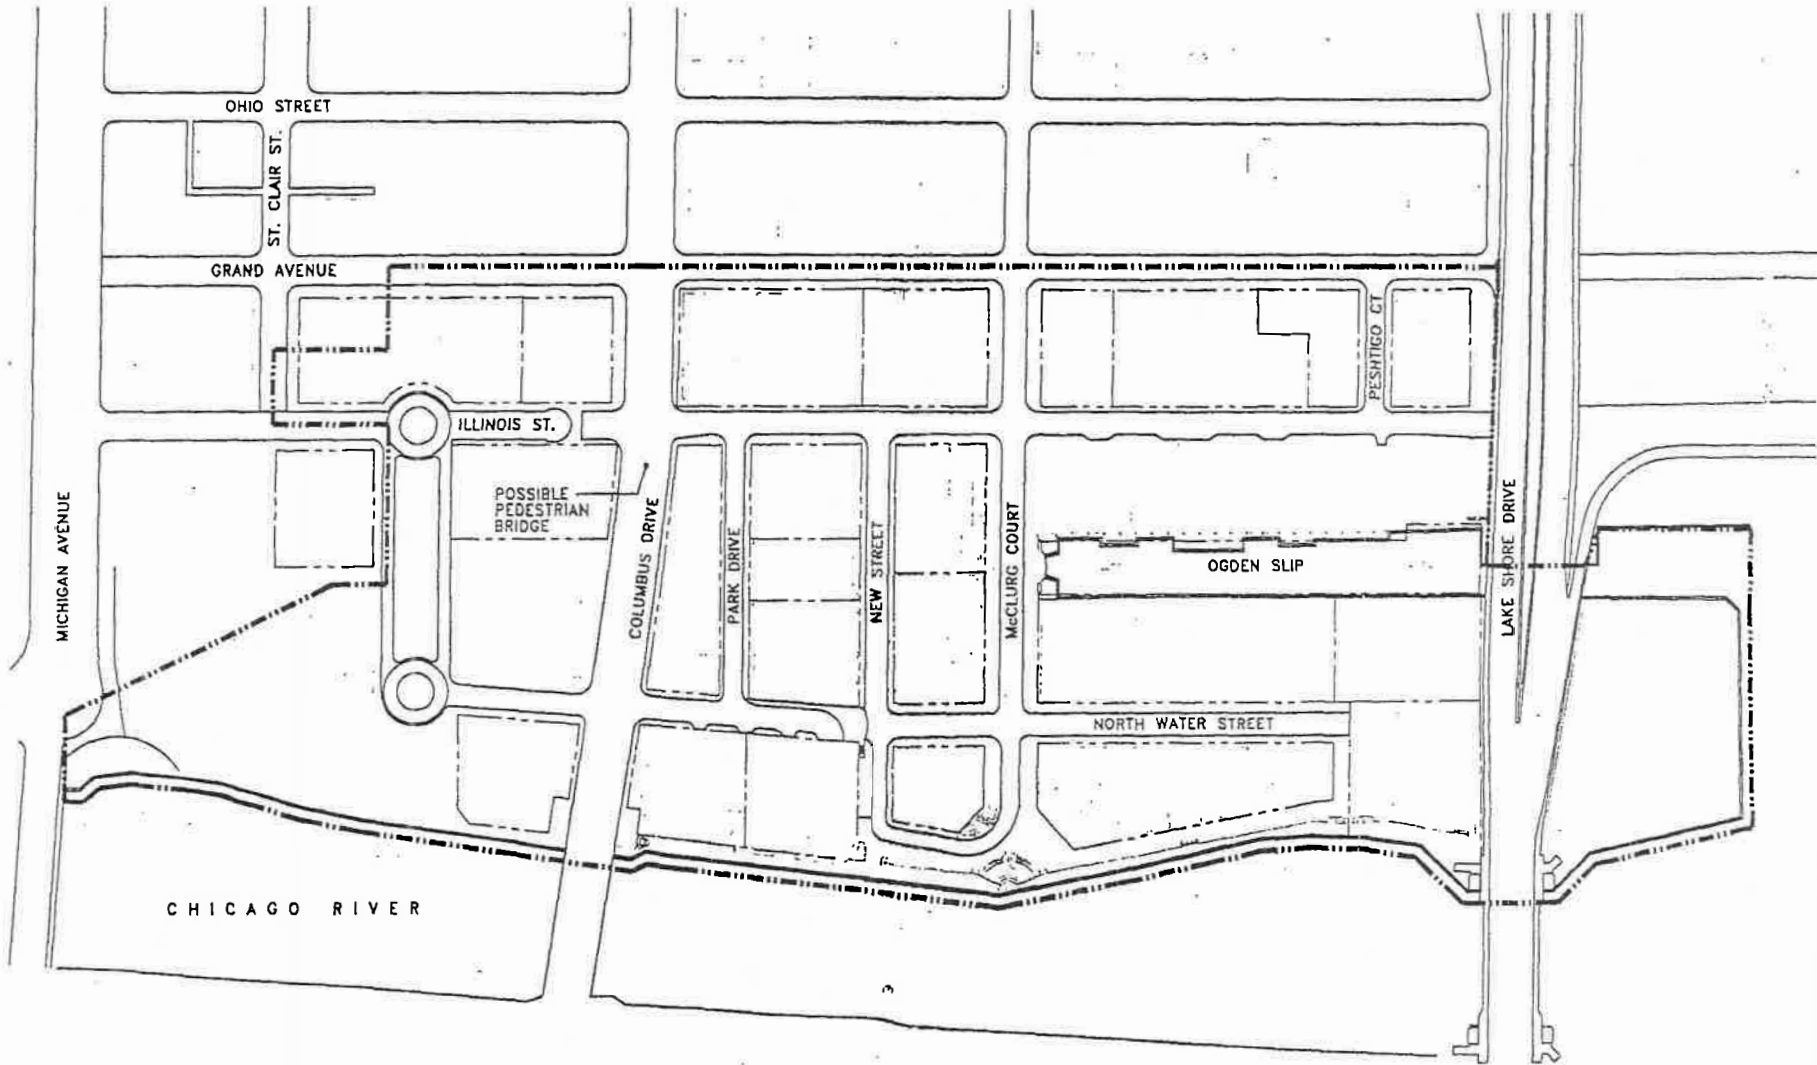 OHIO STREET
ST. CLAIR ST.
GRAND AVENUE
PESHTIGO CT
ILLINOIS ST.
POSSIBLE
PEDESTRIAN
BRIDGE
MICHIGAN AVENUE
COLUMBUS DRIVE
PARK DRIVE
NEW STREET
McCLURG COURT
OGDEN SLIP
LAKE SHORE DRIVE
NORTH WATER STREET
CHICAGO RIVER